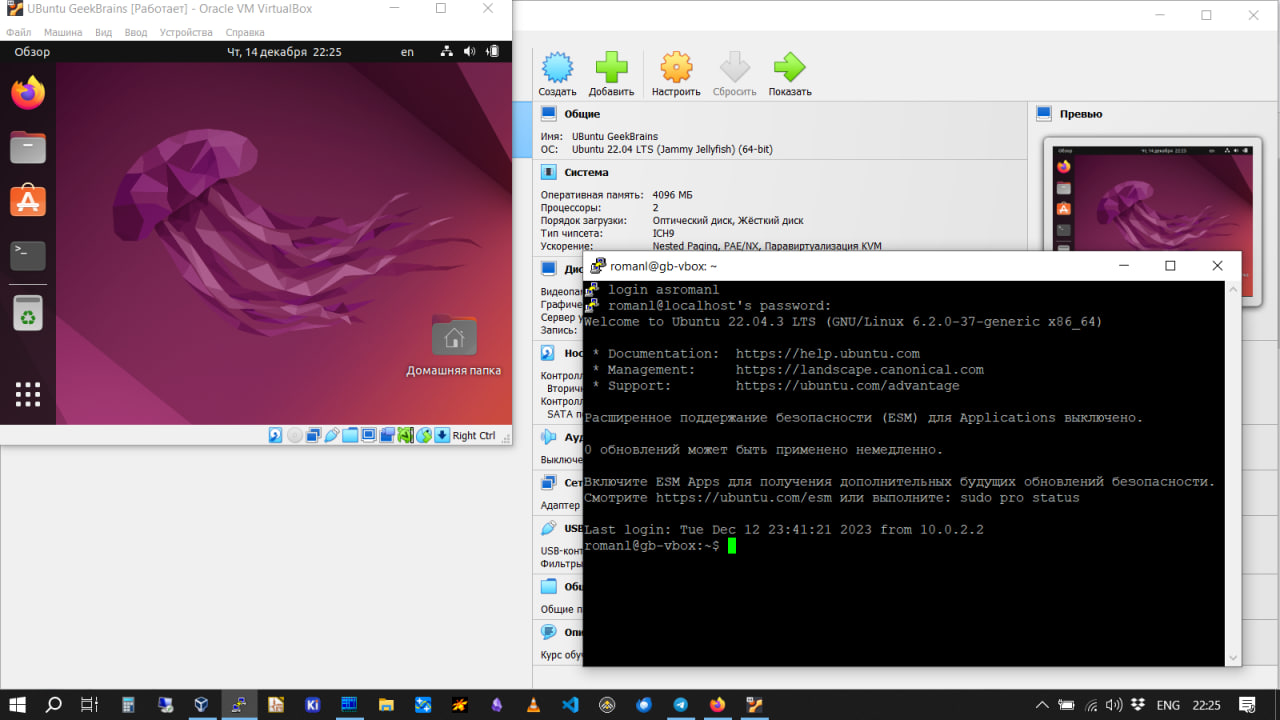 UBuntu GeekBrains [Работает] - Oracle VM VirtualBox
Файл Машина Вид Ввод Устройства Справка
Обзор Чт, 14 декабря 22:25 en
Домашняя папка
Right Ctrl
Создать Добавить Настроить Сбросить Показать
Общие
Имя: UBuntu GeekBrains
ОС: Ubuntu 22.04 LTS (Jammy Jellyfish) (64-bit)
Система
Оперативная память: 4096 МБ
Процессоры: 2
Порядок загрузки: Оптический диск, Жёсткий диск
Тип чипсета: ICH9
Ускорение: Nested Paging, PAE/NX, Паравиртуализация KVM
Превью
Обзор Чт, 14 декабря 22:25 en
Дис
Видеопам
Графичес
Сервер у
Запись:
Нос
Контролл
Вторичн
Контролл
SATA п
Ауд
Выключе
Сет
Адаптер
USB
USB-конт
Фильтры
Общ
Общие п
Опи
Курс обуч
romanl@gb-vbox: ~
login asromanl
romanl@localhost's password:
Welcome to Ubuntu 22.04.3 LTS (GNU/Linux 6.2.0-37-generic x86_64)
* Documentation: https://help.ubuntu.com
* Management: https://landscape.canonical.com
* Support: https://ubuntu.com/advantage
Расширенное поддержание безопасности (ESM) для Applications выключено.
0 обновлений может быть применено немедленно.
Включите ESM Apps для получения дополнительных будущих обновлений безопасности.
Смотрите https://ubuntu.com/esm или выполните: sudo pro status
Last login: Tue Dec 12 23:41:21 2023 from 10.0.2.2
romanl@gb-vbox:~$
Ki
ENG 22:25